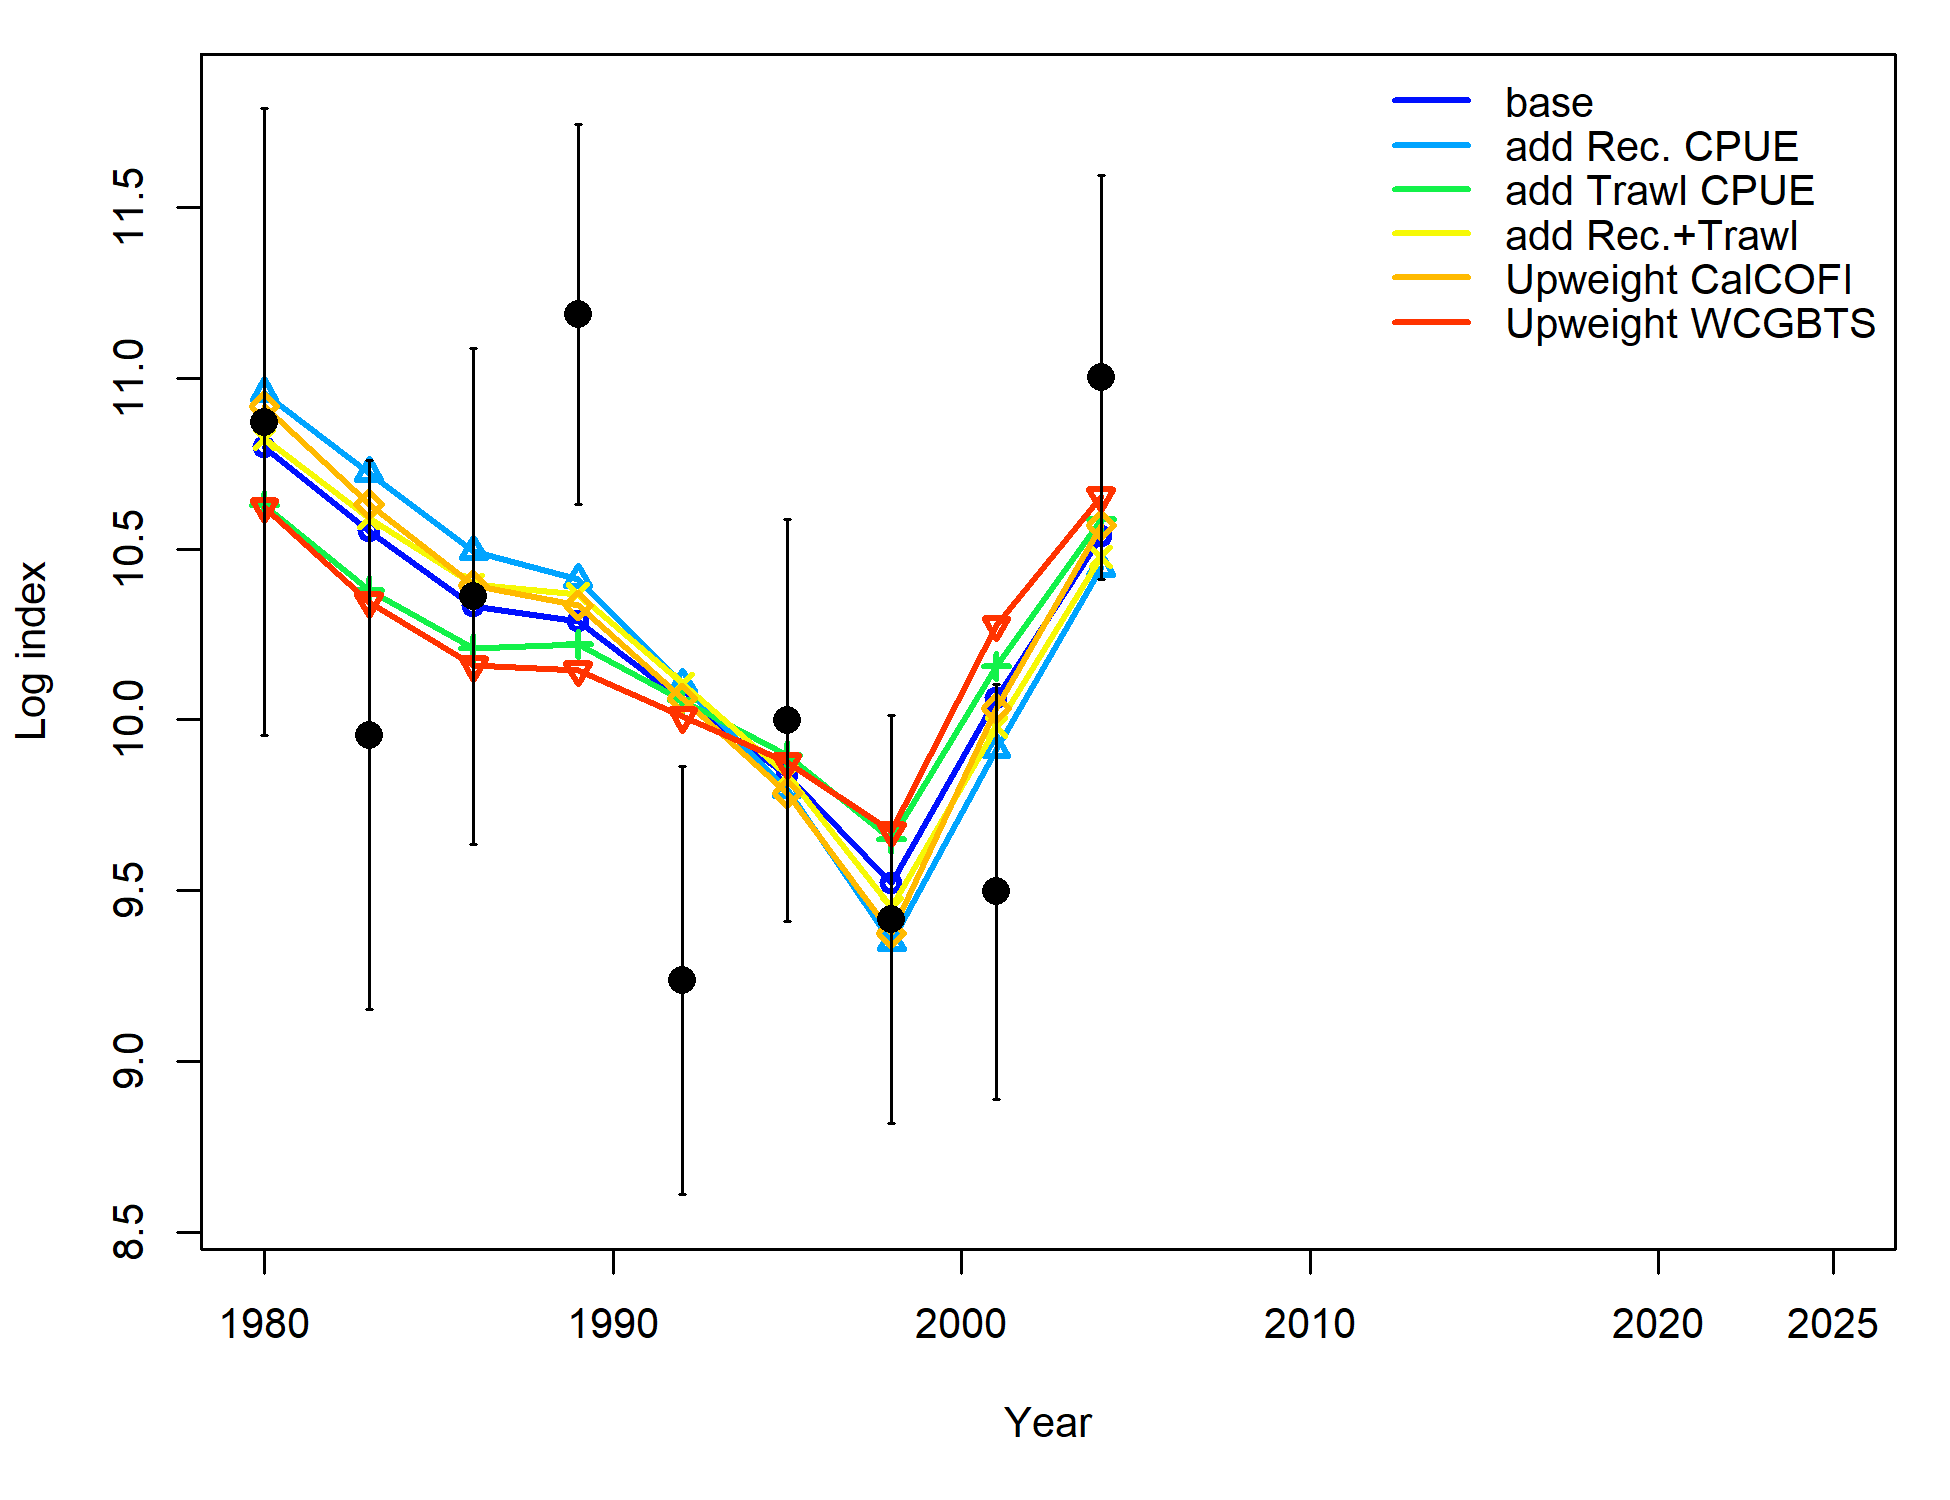 base
add Rec. CPUE
add Trawl CPUE
add Rec.+Trawl
Upweight CalCOFI
Upweight WCGBTS
Log index
11.5
11.0
10.5
10.0
9.5
9.0
8.5
1980 1990 2000 2010 2020 2025
Year